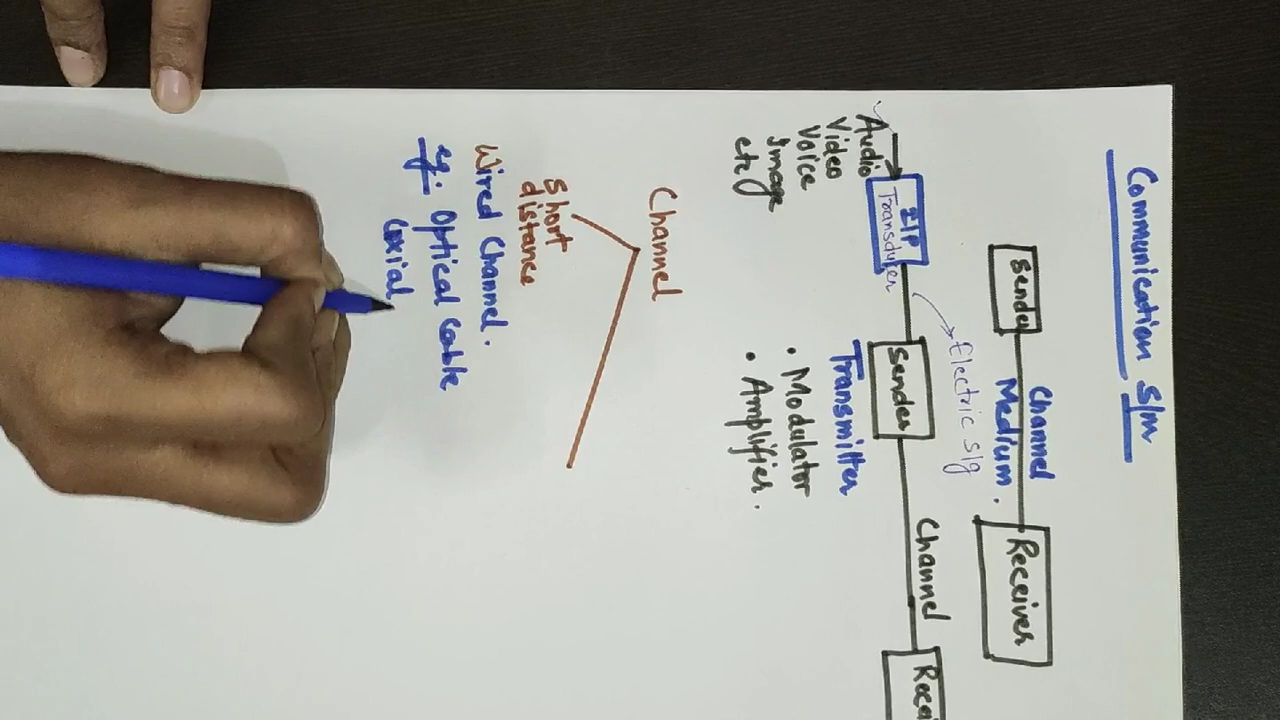 Communication S/m
Sender
Channel
Medium.
Receiver
Electric s/g
Audio
Video
Voice
Image
etc
I/P
Transducer
Sender
Transmitter
• Modulator
• Amplifier.
Channel
Recei
Channel
Short
distance
Wired Channel.
eg: Optical Cable
Coxial